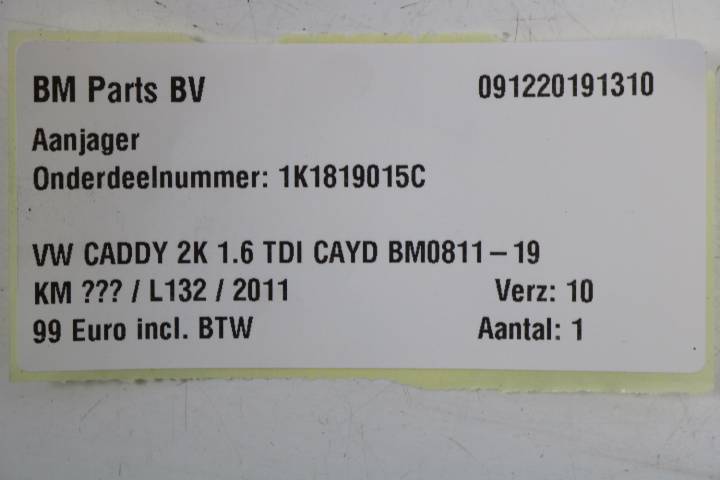 BM Parts BV 091220191310
Aanjager
Onderdeelnummer: 1K1819015C
VW CADDY 2K 1.6 TDI CAYD BM0811 – 19
KM ??? / L132 / 2011 Verz: 10
99 Euro incl. BTW Aantal: 1